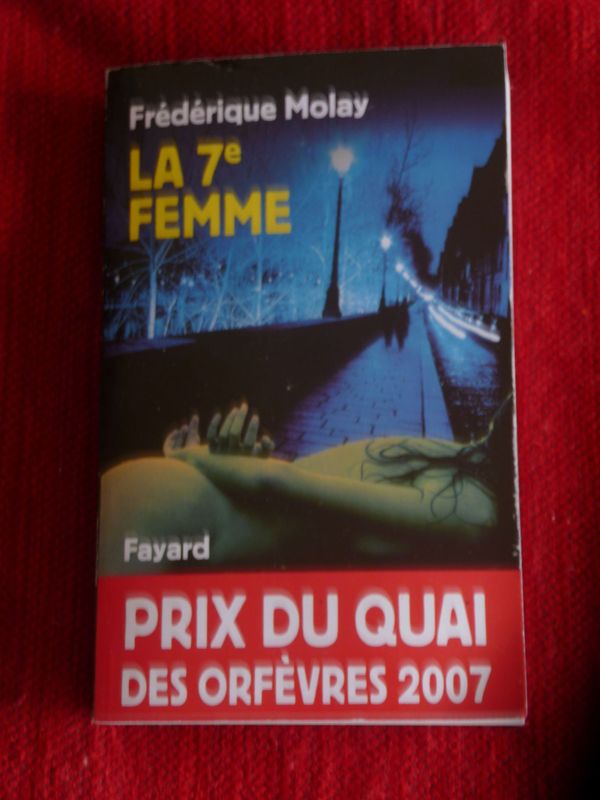 Frédérique Molay
LA 7e
FEMME
Fayard
PRIX DU QUAI
DES ORFÈVRES 2007